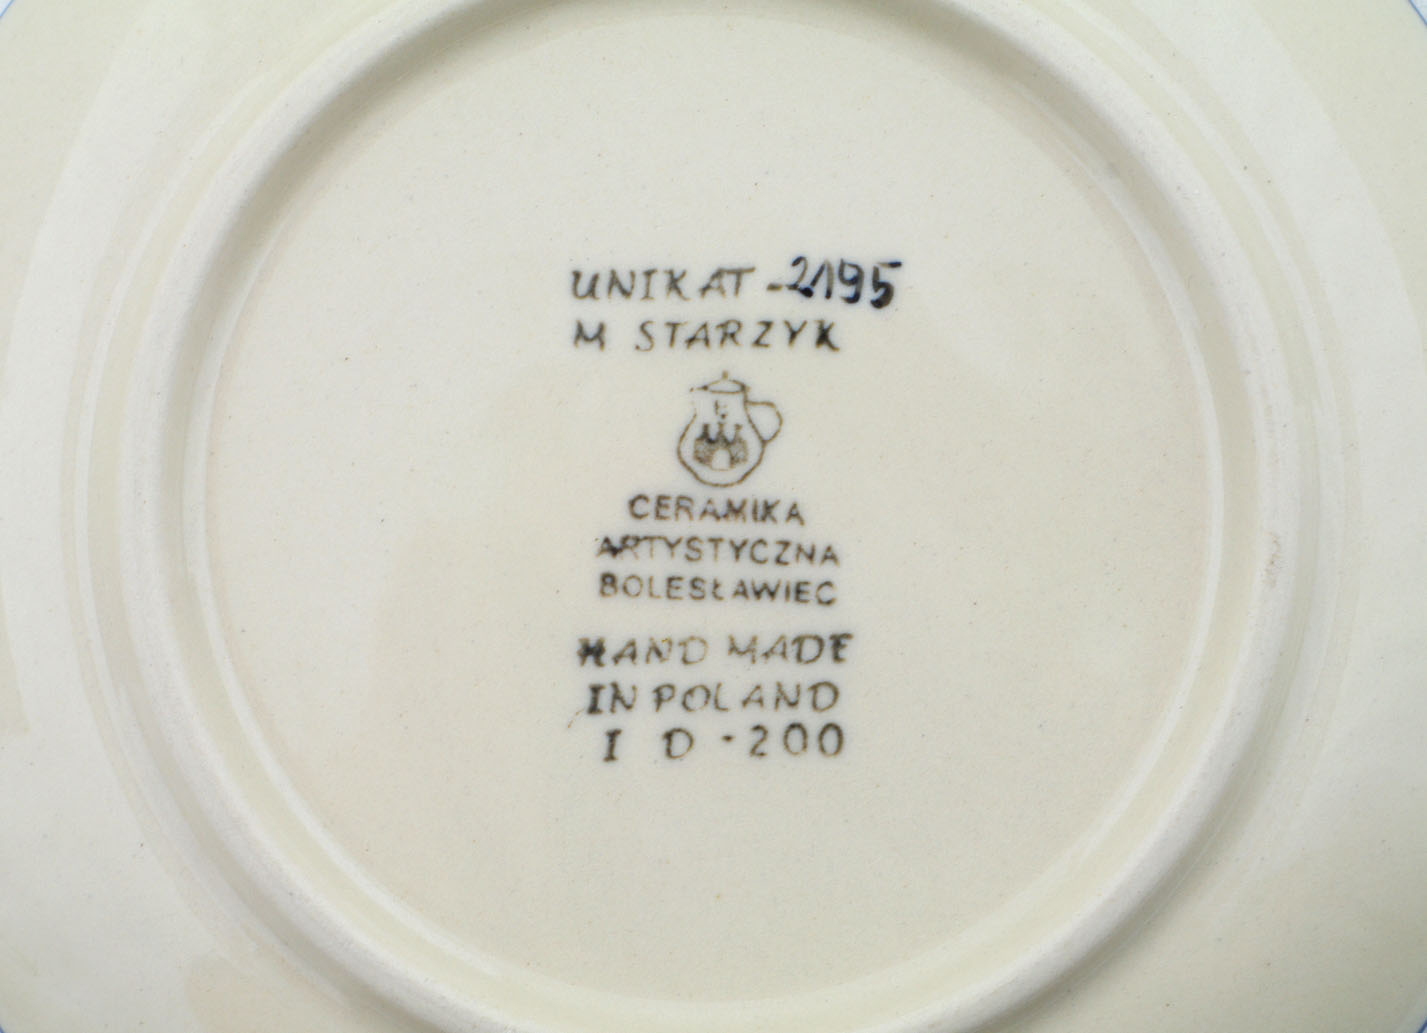 UNIKAT-2195
M STARZYK
CERAMIKA
ARTYSTYCZNA
BOLESŁAWIEC
HAND MADE
IN POLAND
I D - 200